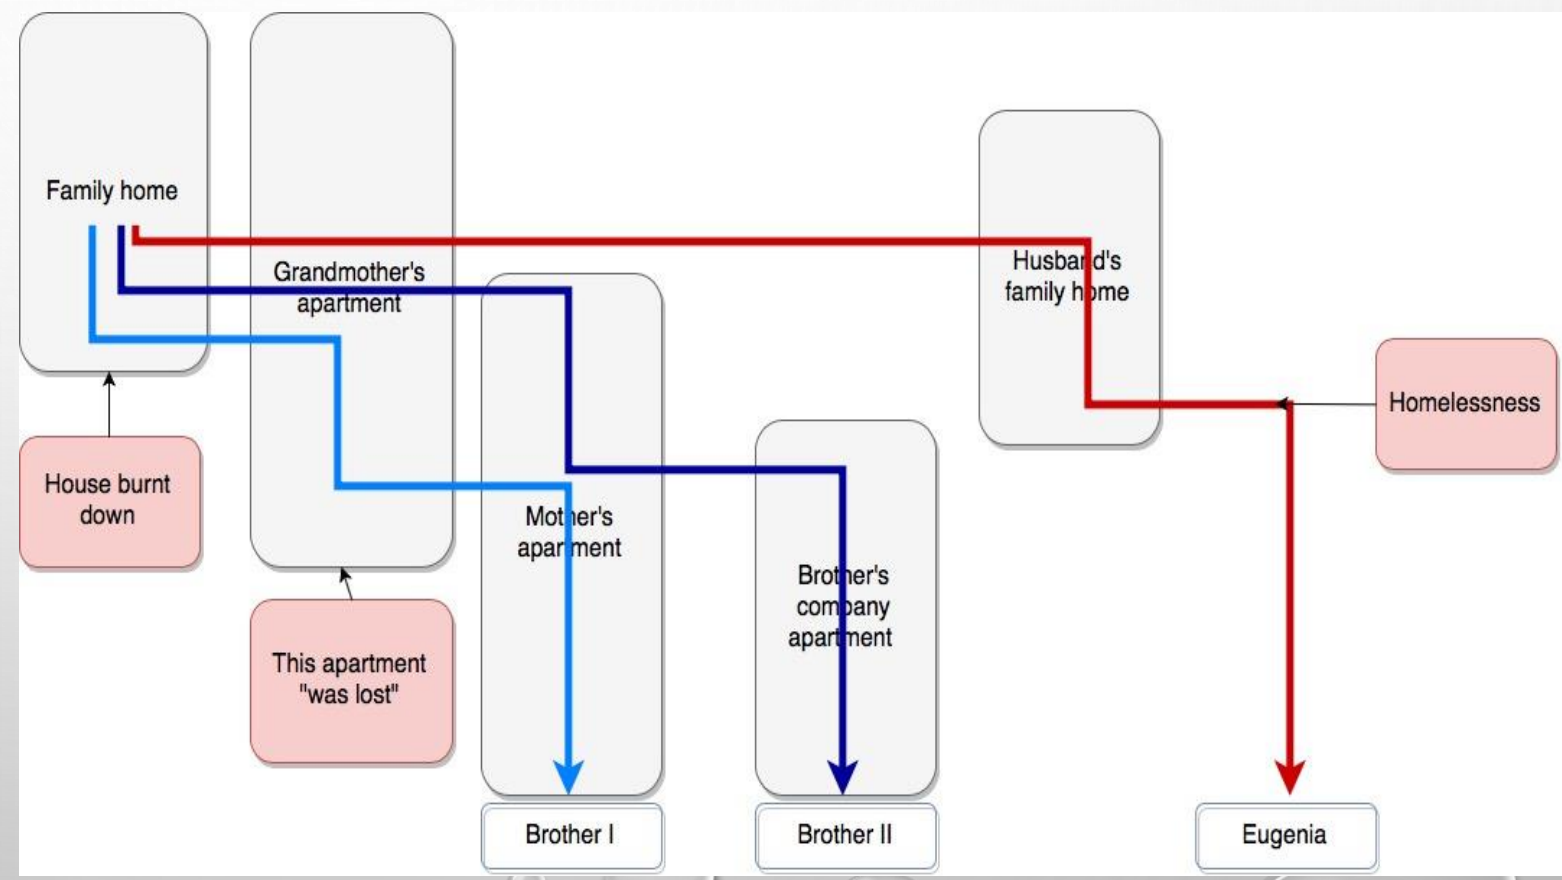 Family home
Grandmother's
apartment
Husband's
family home
Homelessness
House burnt
down
Mother's
apartment
Brother's
company
apartment
This apartment
"was lost"
Brother I
Brother II
Eugenia